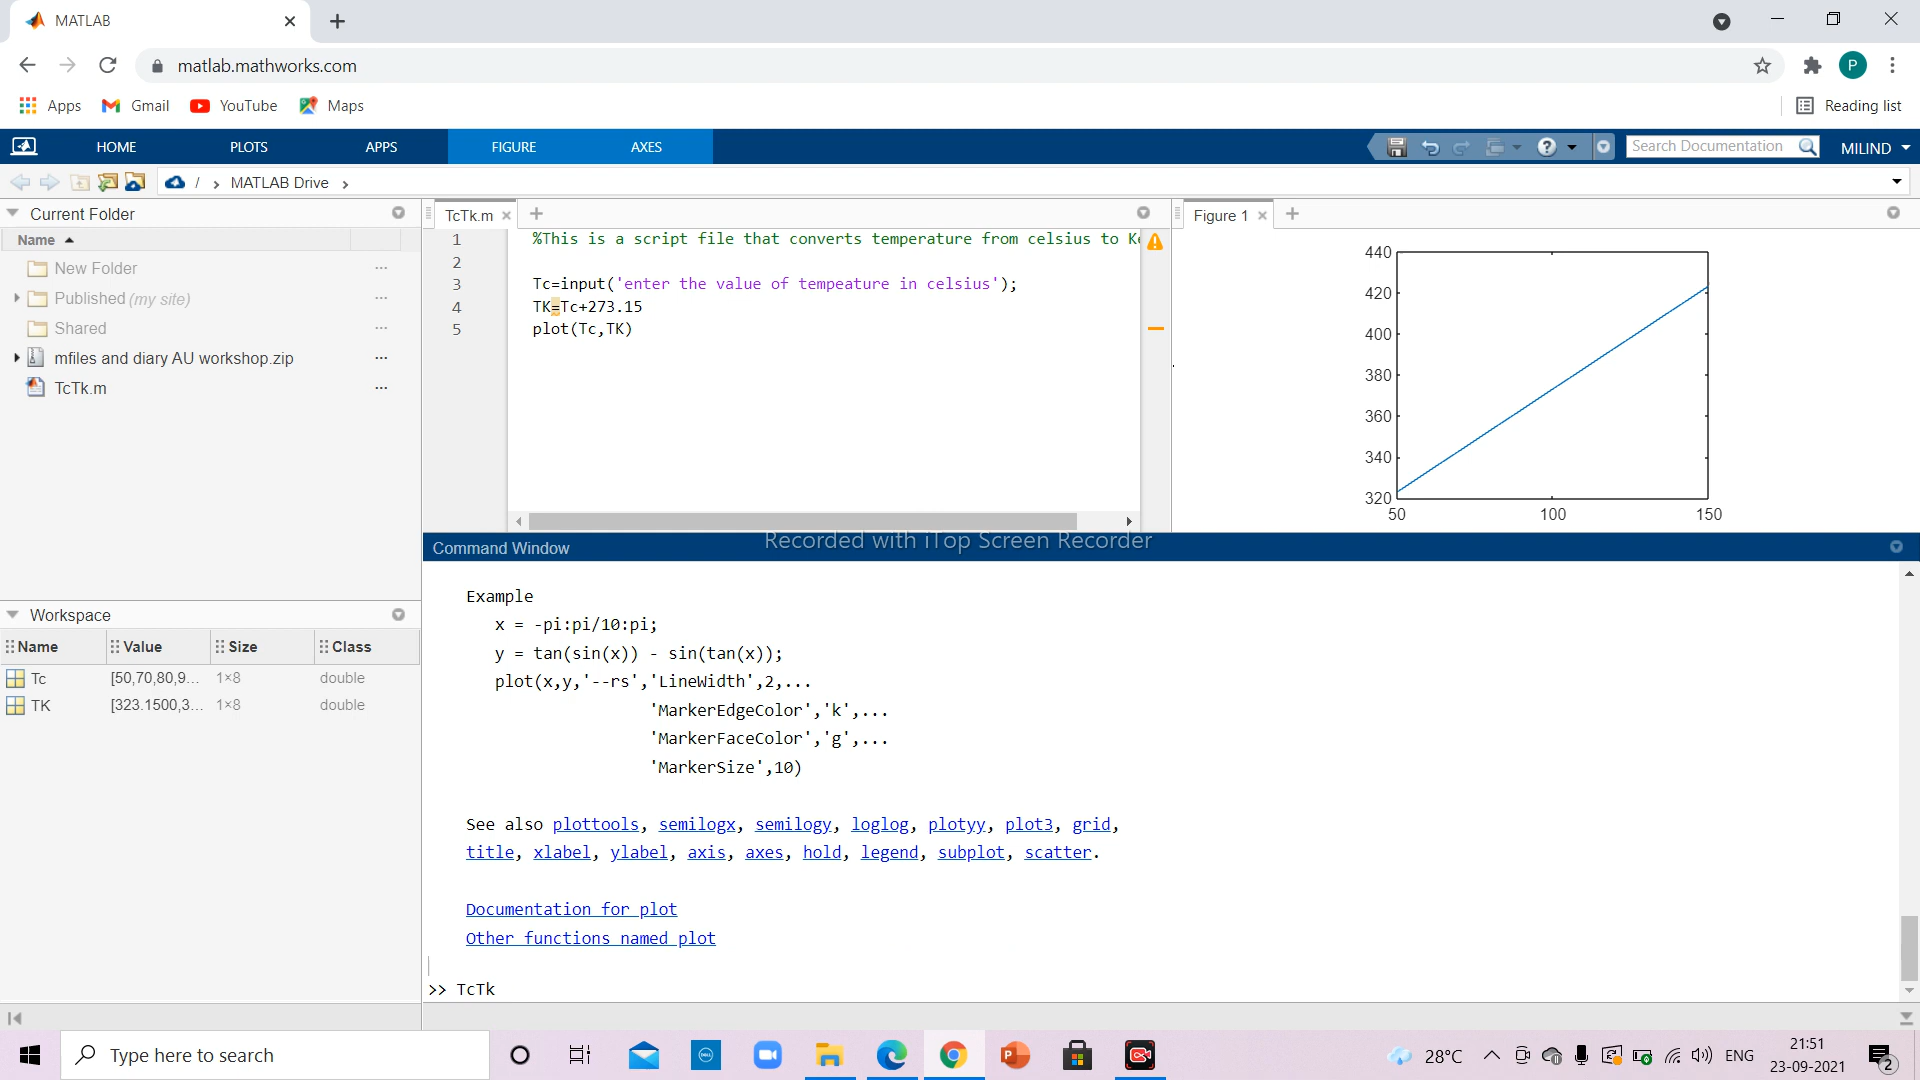 MATLAB
matlab.mathworks.com
P
Apps Gmail YouTube Maps
Reading list
HOME PLOTS APPS FIGURE AXES
Search Documentation
MILIND
/ › MATLAB Drive ›
Current Folder
Name
New Folder
Published (my site)
Shared
mfiles and diary AU workshop.zip
TcTk.m
TcTk.m
1 %This is a script file that converts temperature from celsius to
2
3 Tc=input('enter the value of tempeature in celsius');
4 TK=Tc+273.15
5 plot(Tc,TK)
Figure 1
440
420
400
380
360
340
320
50 100 150
Recorded with iTop Screen Recorder
Command Window
Example
x = -pi:pi/10:pi;
y = tan(sin(x)) - sin(tan(x));
plot(x,y,'--rs','LineWidth',2,...
'MarkerEdgeColor','k',...
'MarkerFaceColor','g',...
'MarkerSize',10)
See also plottools, semilogx, semilogy, loglog, plotyy, plot3, grid,
title, xlabel, ylabel, axis, axes, hold, legend, subplot, scatter.
Documentation for plot
Other functions named plot
>> TcTk
Workspace
Name Value Size Class
Tc [50,70,80,9... 1×8 double
TK [323.1500,3... 1×8 double
Type here to search
28°C
ENG
21:51
23-09-2021
2